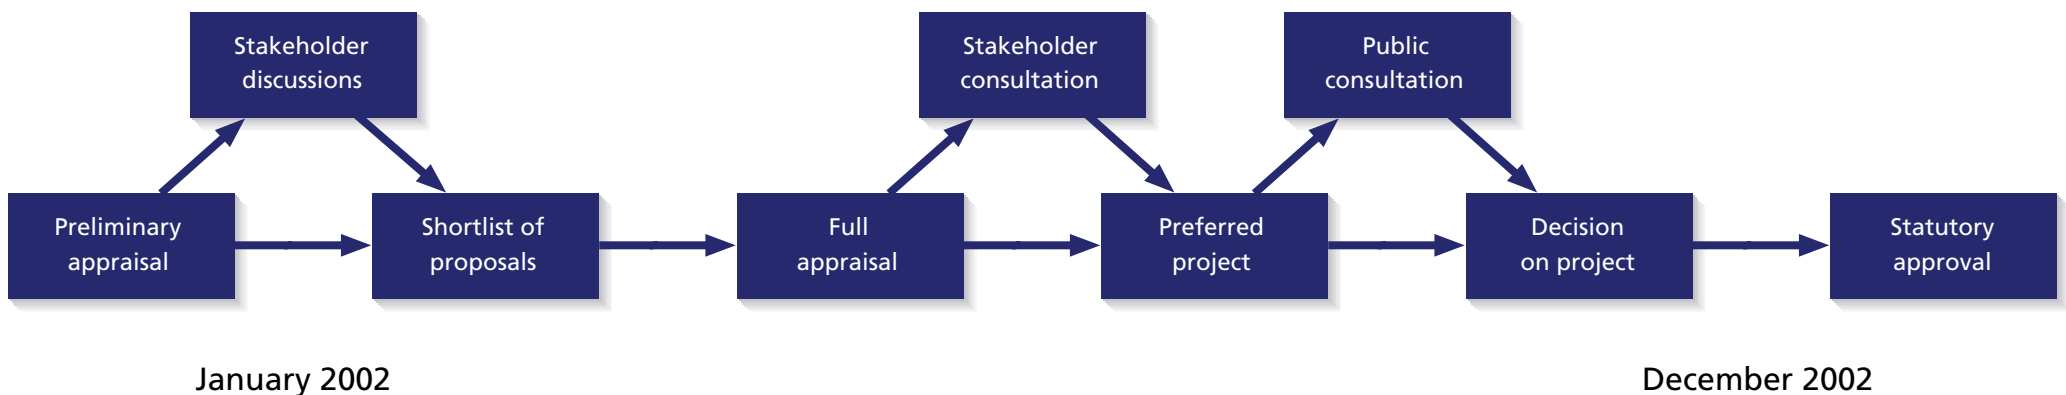 Stakeholder
discussions
Stakeholder
consultation
Public
consultation
Preliminary
appraisal
Shortlist of
proposals
Full
appraisal
Preferred
project
Decision
on project
Statutory
approval
January 2002
December 2002